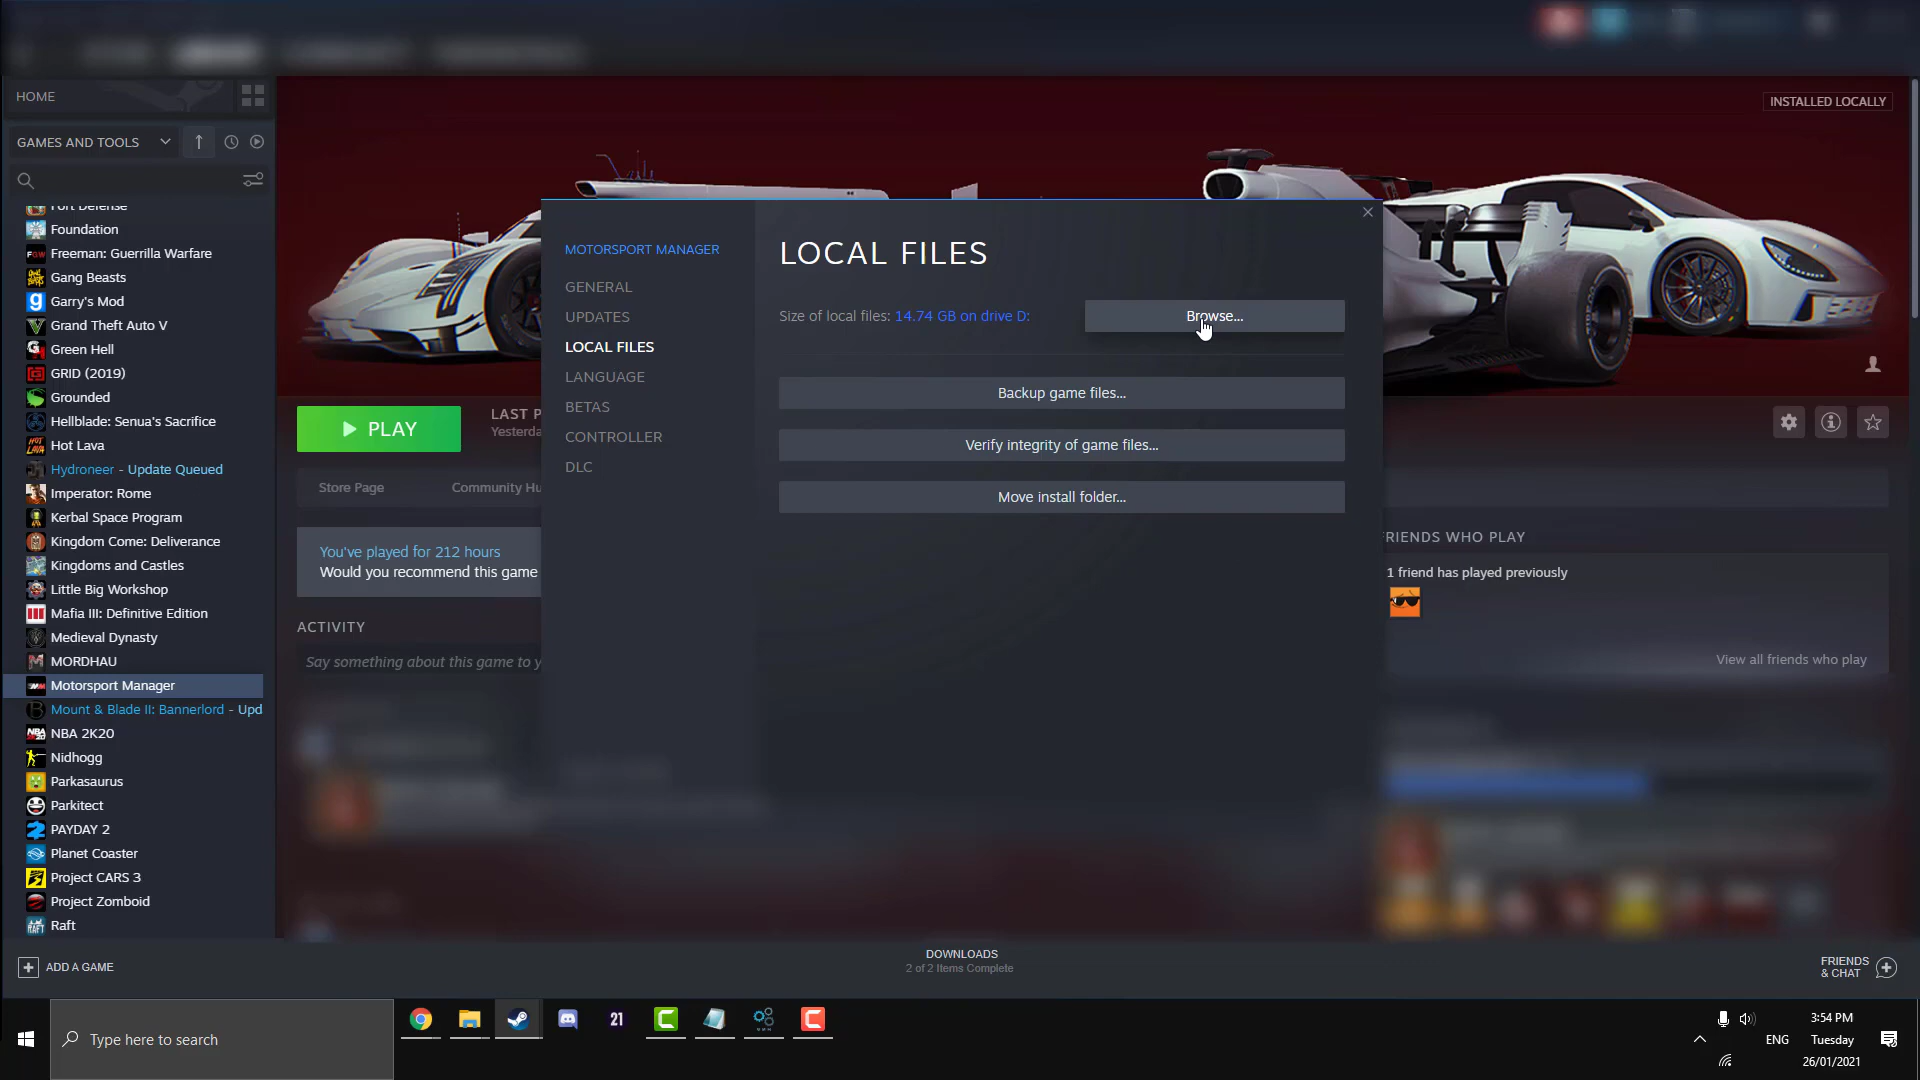 HOME
INSTALLED LOCALLY
GAMES AND TOOLS
Fort Defense
Foundation
Freeman: Guerrilla Warfare
Gang Beasts
Garry's Mod
Grand Theft Auto V
Green Hell
GRID (2019)
Grounded
Hellblade: Senua's Sacrifice
Hot Lava
Hydroneer - Update Queued
Imperator: Rome
Kerbal Space Program
Kingdom Come: Deliverance
Kingdoms and Castles
Little Big Workshop
Mafia III: Definitive Edition
Medieval Dynasty
MORDHAU
Motorsport Manager
Mount & Blade II: Bannerlord - Upd
NBA 2K20
Nidhogg
Parkasaurus
Parkitect
PAYDAY 2
Planet Coaster
Project CARS 3
Project Zomboid
Raft
MOTORSPORT MANAGER
GENERAL
UPDATES
LOCAL FILES
LANGUAGE
BETAS
CONTROLLER
DLC
LOCAL FILES
Size of local files: 14.74 GB on drive D:
Browse...
Backup game files...
Verify integrity of game files...
Move install folder...
PLAY
LAST P
Yesterda
Store Page
Community Hu
You've played for 212 hours
Would you recommend this game
ACTIVITY
Say something about this game to y
RIENDS WHO PLAY
1 friend has played previously
View all friends who play
ADD A GAME
DOWNLOADS
2 of 2 Items Complete
FRIENDS
& CHAT
Type here to search
21
ENG
3:54 PM
Tuesday
26/01/2021